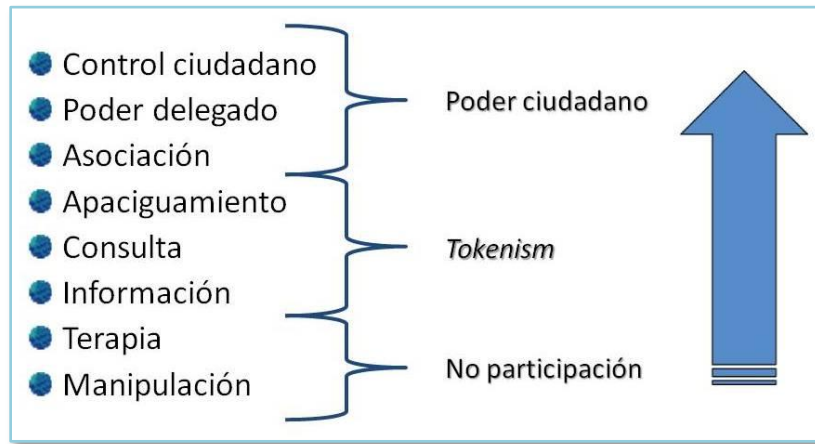 Control ciudadano
Poder delegado
Asociación
Apaciguamiento
Consulta
Información
Terapia
Manipulación
Poder ciudadano
Tokenism
No participación